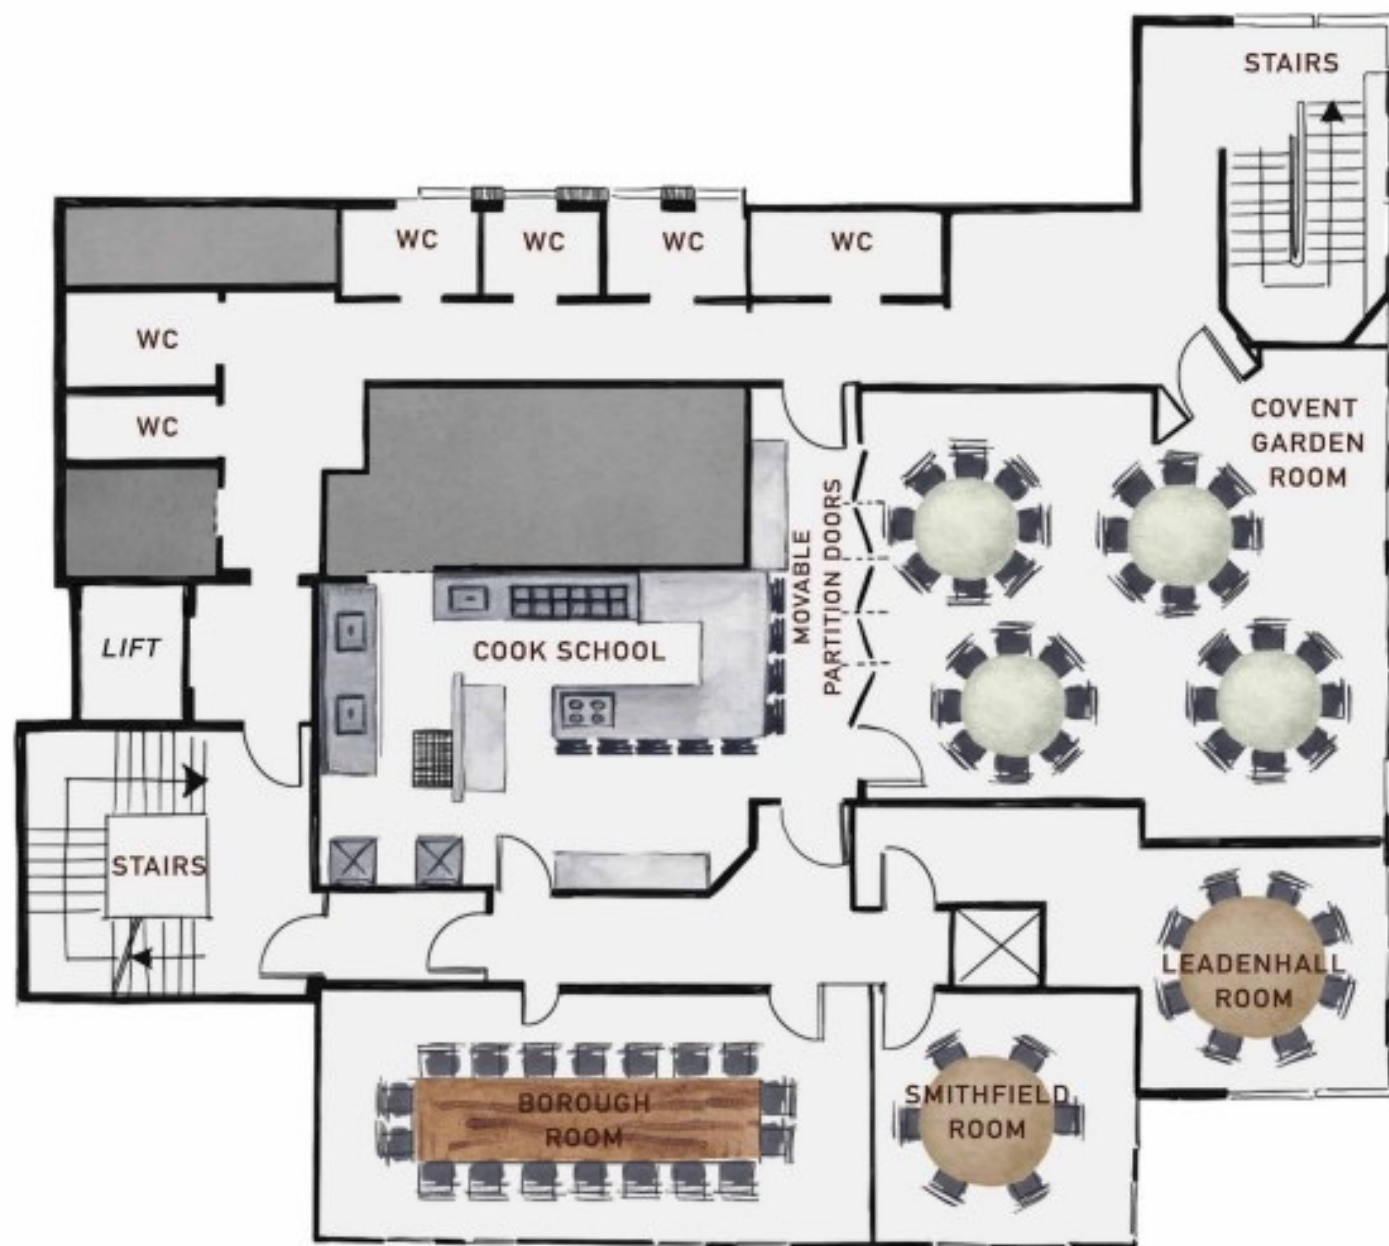 STAIRS
WC
WC
WC
WC
WC
WC
COVENT
GARDEN
ROOM
MOVABLE
PARTITION DOORS
COOK SCHOOL
LIFT
STAIRS
LEADENHALL
ROOM
SMITHFIELD
ROOM
BOROUGH
ROOM